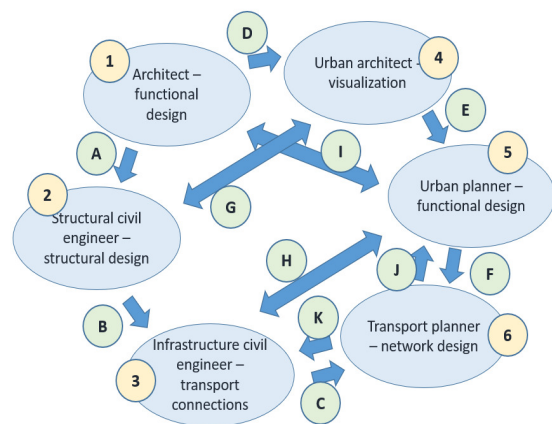 D
1
4
Architect –
functional
design
Urban architect -
visualization
E
A
I
5
2
G
Urban planner –
functional design
Structural civil
engineer –
structural design
H
J
F
B
K
Infrastructure civil
engineer –
transport
connections
3
C
Transport planner
– network design
6